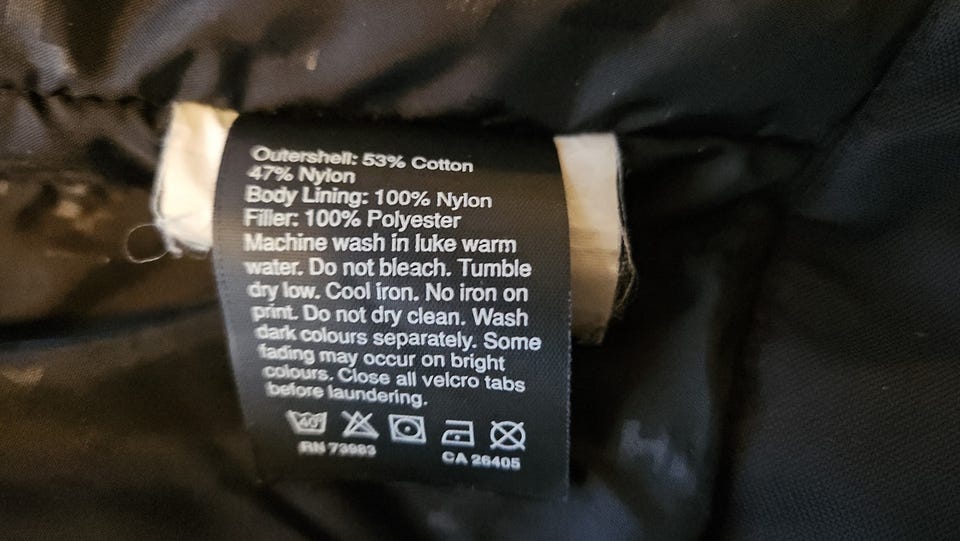 Outershell: 53% Cotton
47% Nylon
Body Lining: 100% Nylon
Filler: 100% Polyester
Machine wash in luke warm
water. Do not bleach. Tumble
dry low. Cool iron. No iron on
print. Do not dry clean. Wash
dark colours separately. Some
fading may occur on bright
colours. Close all velcro tabs
before laundering.
40°
RN 73983 CA 26405